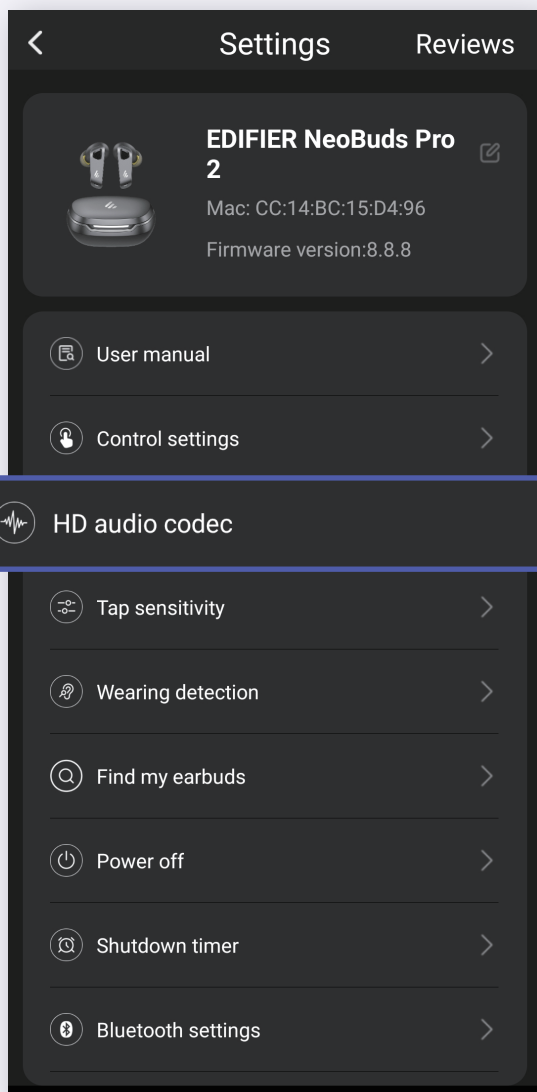 Settings
Reviews
EDIFIER NeoBuds Pro
2
Mac: CC:14:BC:15:D4:96
Firmware version:8.8.8
User manual
Control settings
HD audio codec
Tap sensitivity
Wearing detection
Find my earbuds
Power off
Shutdown timer
Bluetooth settings